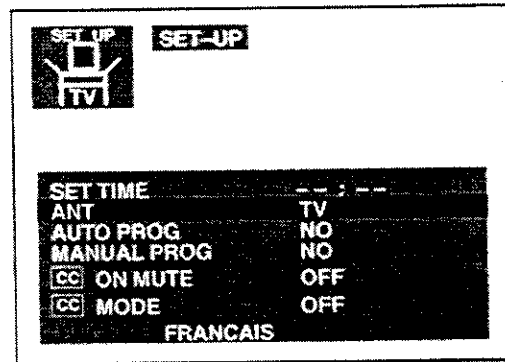 SET UP
SET-UP
TV
SET TIME -- : --
ANT TV
AUTO PROG NO
MANUAL PROG NO
CC ON MUTE OFF
CC MODE OFF
FRANCAIS